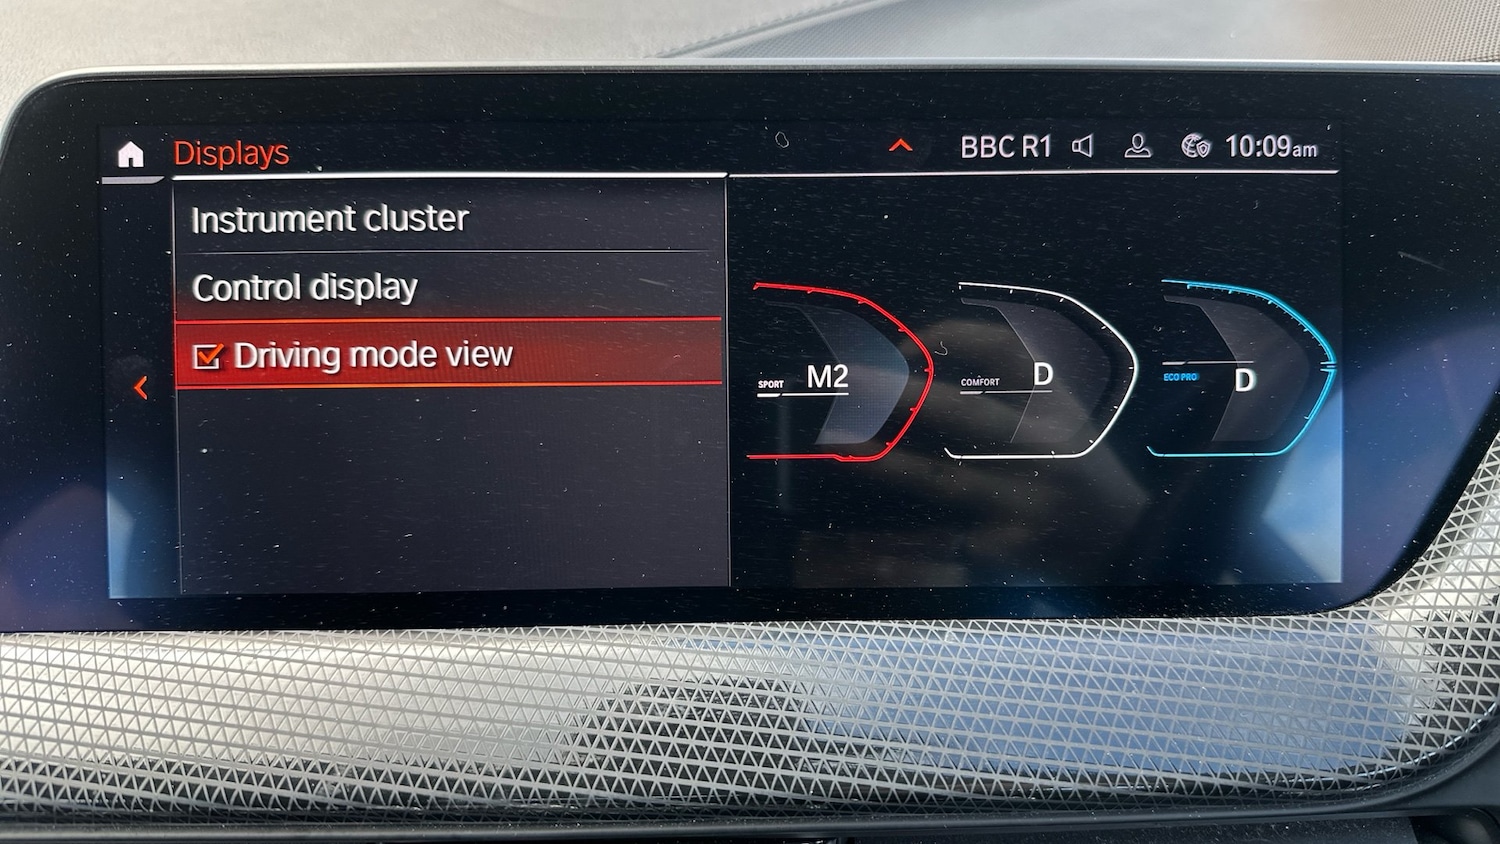 Displays
BBC R1 10:09am
Instrument cluster
Control display
Driving mode view
SPORT M2
COMFORT D
ECO PRO D